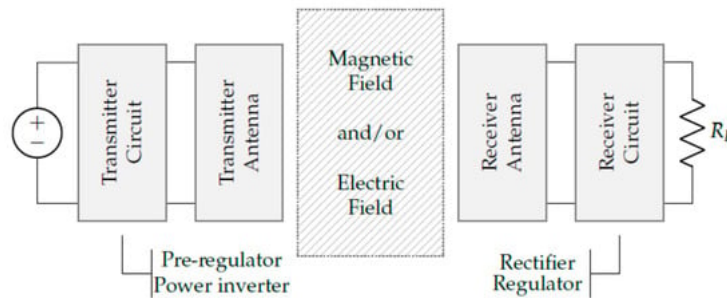 Transmitter
Circuit
Transmitter
Antenna
Magnetic
Field
and/or
Electric
Field
Receiver
Antenna
Receiver
Circuit
+
−
Pre-regulator
Power inverter
Rectifier
Regulator